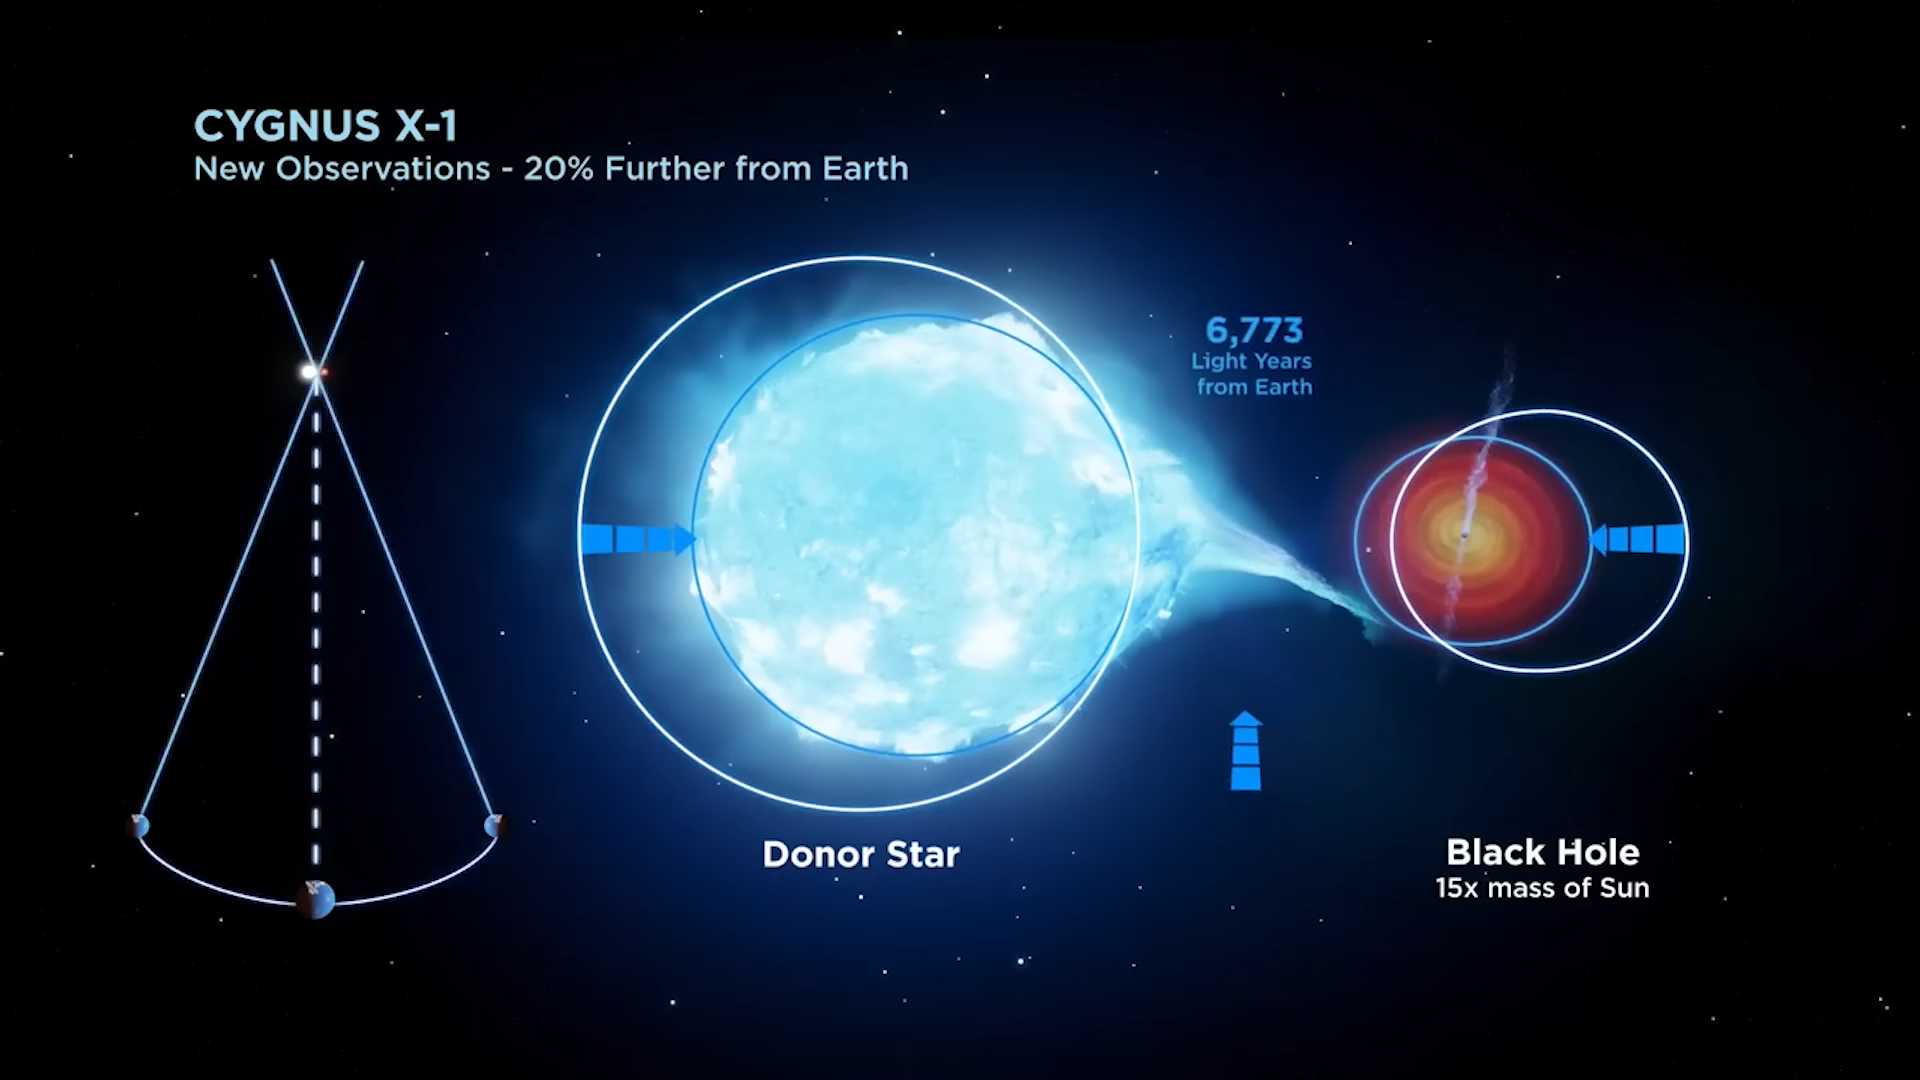 CYGNUS X-1
New Observations - 20% Further from Earth
6,773
Light Years
from Earth
Donor Star
Black Hole
15x mass of Sun